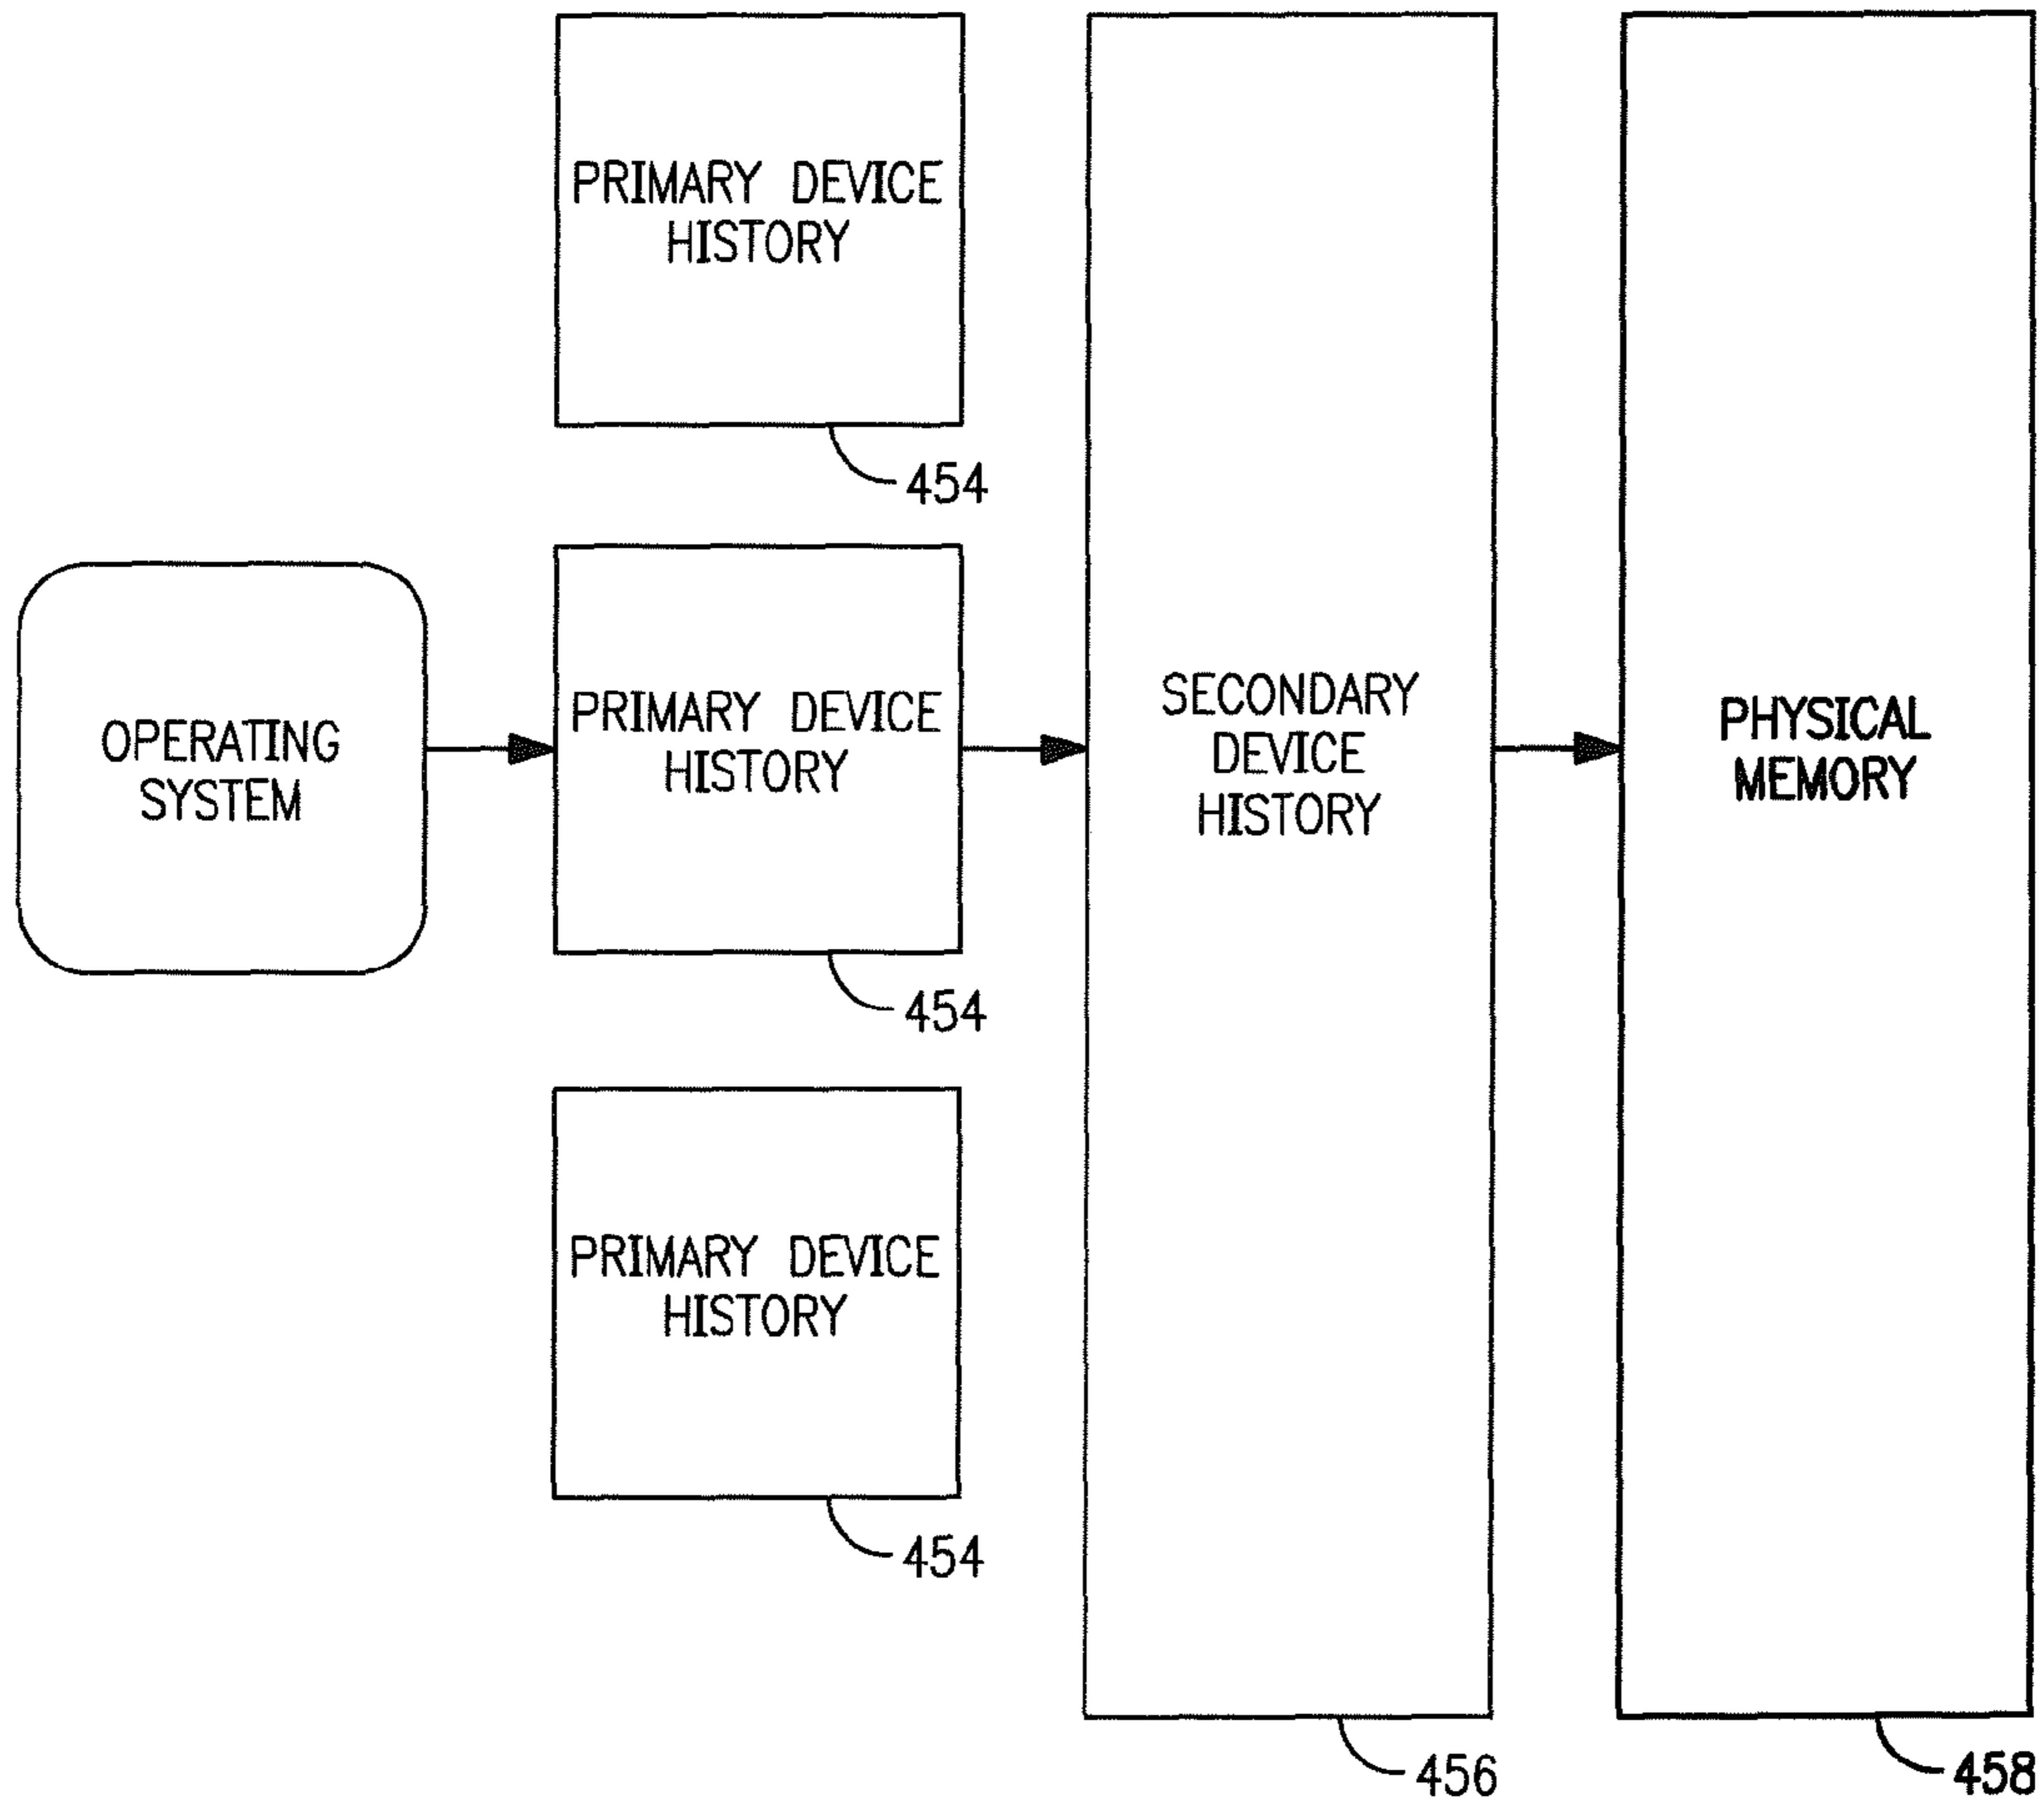 PRIMARY DEVICE
HISTORY
454
OPERATING
SYSTEM
PRIMARY DEVICE
HISTORY
454
PRIMARY DEVICE
HISTORY
454
SECONDARY
DEVICE
HISTORY
456
PHYSICAL
MEMORY
458